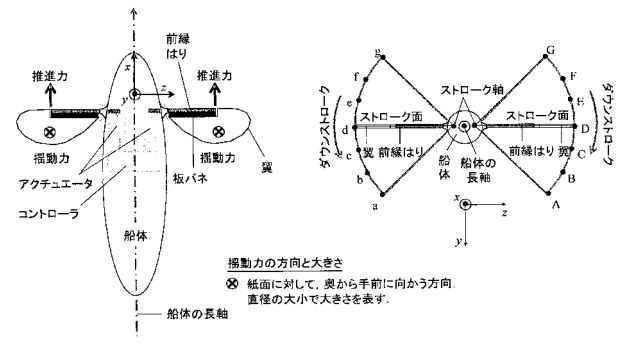 前縁
はり
x
推進力
z
推進力
y
揺動力
揺動力
翼
アクチュエータ
板バネ
コントローラ
船体
船体の長軸
揺動力の方向と大きさ
⊗ 紙面に対して, 奥から手前に向かう方向.
直径の大小で大きさを表す.
g
G
f
F
ストローク軸
e
E
ダウンストローク
ストローク面
ストローク面
ダウンストローク
d
D
翼
前縁はり
船体
船体の
長軸
前縁はり
翼
c
C
b
B
a
A
x
z
y